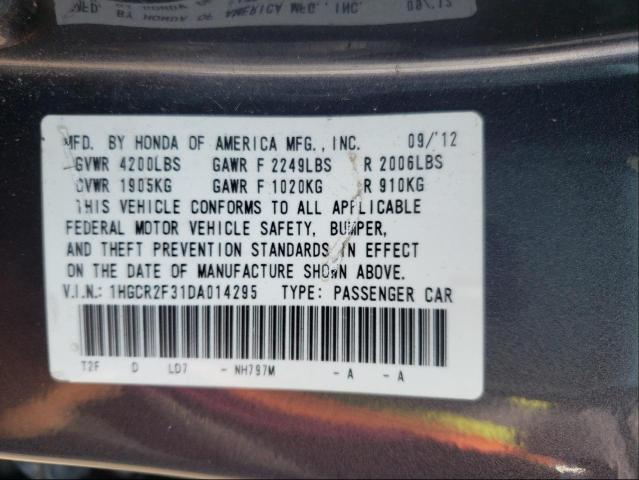 MFD. BY HONDA OF AMERICA MFG., INC. 09/12
GVWR 4200LBS GAWR F 2249LBS R 2006LBS
GVWR 1905KG GAWR F 1020KG R 910KG
THIS VEHICLE CONFORMS TO ALL APPLICABLE
FEDERAL MOTOR VEHICLE SAFETY, BUMPER,
AND THEFT PREVENTION STANDARDS IN EFFECT
ON THE DATE OF MANUFACTURE SHOWN ABOVE.
V.I.N.: 1HGCR2F31DA014295 TYPE: PASSENGER CAR
T2F D LD7 - NH797M - A - A